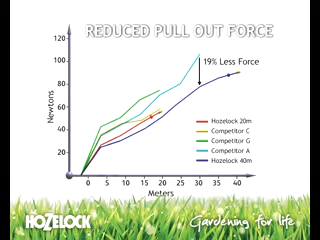 REDUCED PULL OUT FORCE
120
100
80
60
40
20
0
Newtons
19% Less Force
Hozelock 20m
Competitor C
Competitor G
Competitor A
Hozelock 40m
0 5 10 15 20 25 30 35 40
Meters
HOZELOCK
Gardening for life